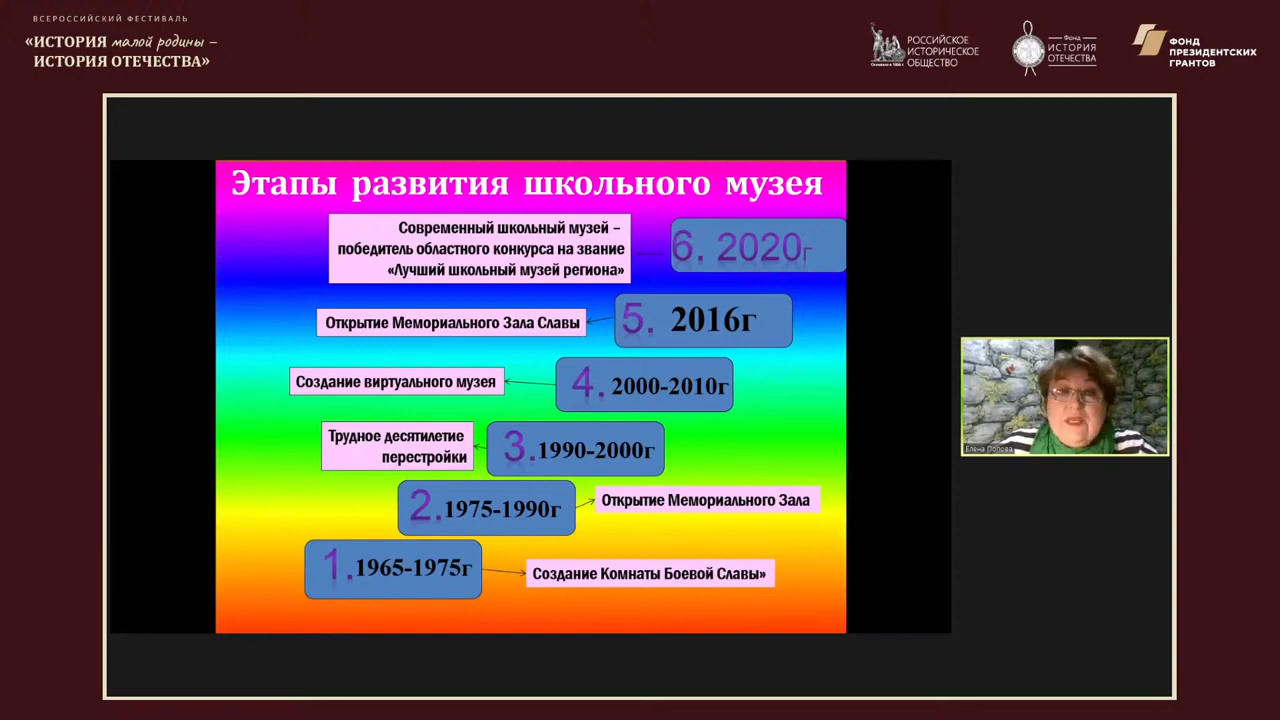 ВСЕРОССИЙСКИЙ ФЕСТИВАЛЬ
«ИСТОРИЯ малой родины –
ИСТОРИЯ ОТЕЧЕСТВА»
РОССИЙСКОЕ
ИСТОРИЧЕСКОЕ
ОБЩЕСТВО
Основано в 1866 г
Фонд
ИСТОРИЯ
ОТЕЧЕСТВА
ФОНД
ПРЕЗИДЕНТСКИХ
ГРАНТОВ
Этапы развития школьного музея
Современный школьный музей –
победитель областного конкурса на звание
«Лучший школьный музей региона»
6. 2020г
Открытие Мемориального Зала Славы
5. 2016г
Создание виртуального музея
4. 2000-2010г
Трудное десятилетие
перестройки
3. 1990-2000г
2. 1975-1990г
Открытие Мемориального Зала
1. 1965-1975г
Создание Комнаты Боевой Славы»
Елена Попова